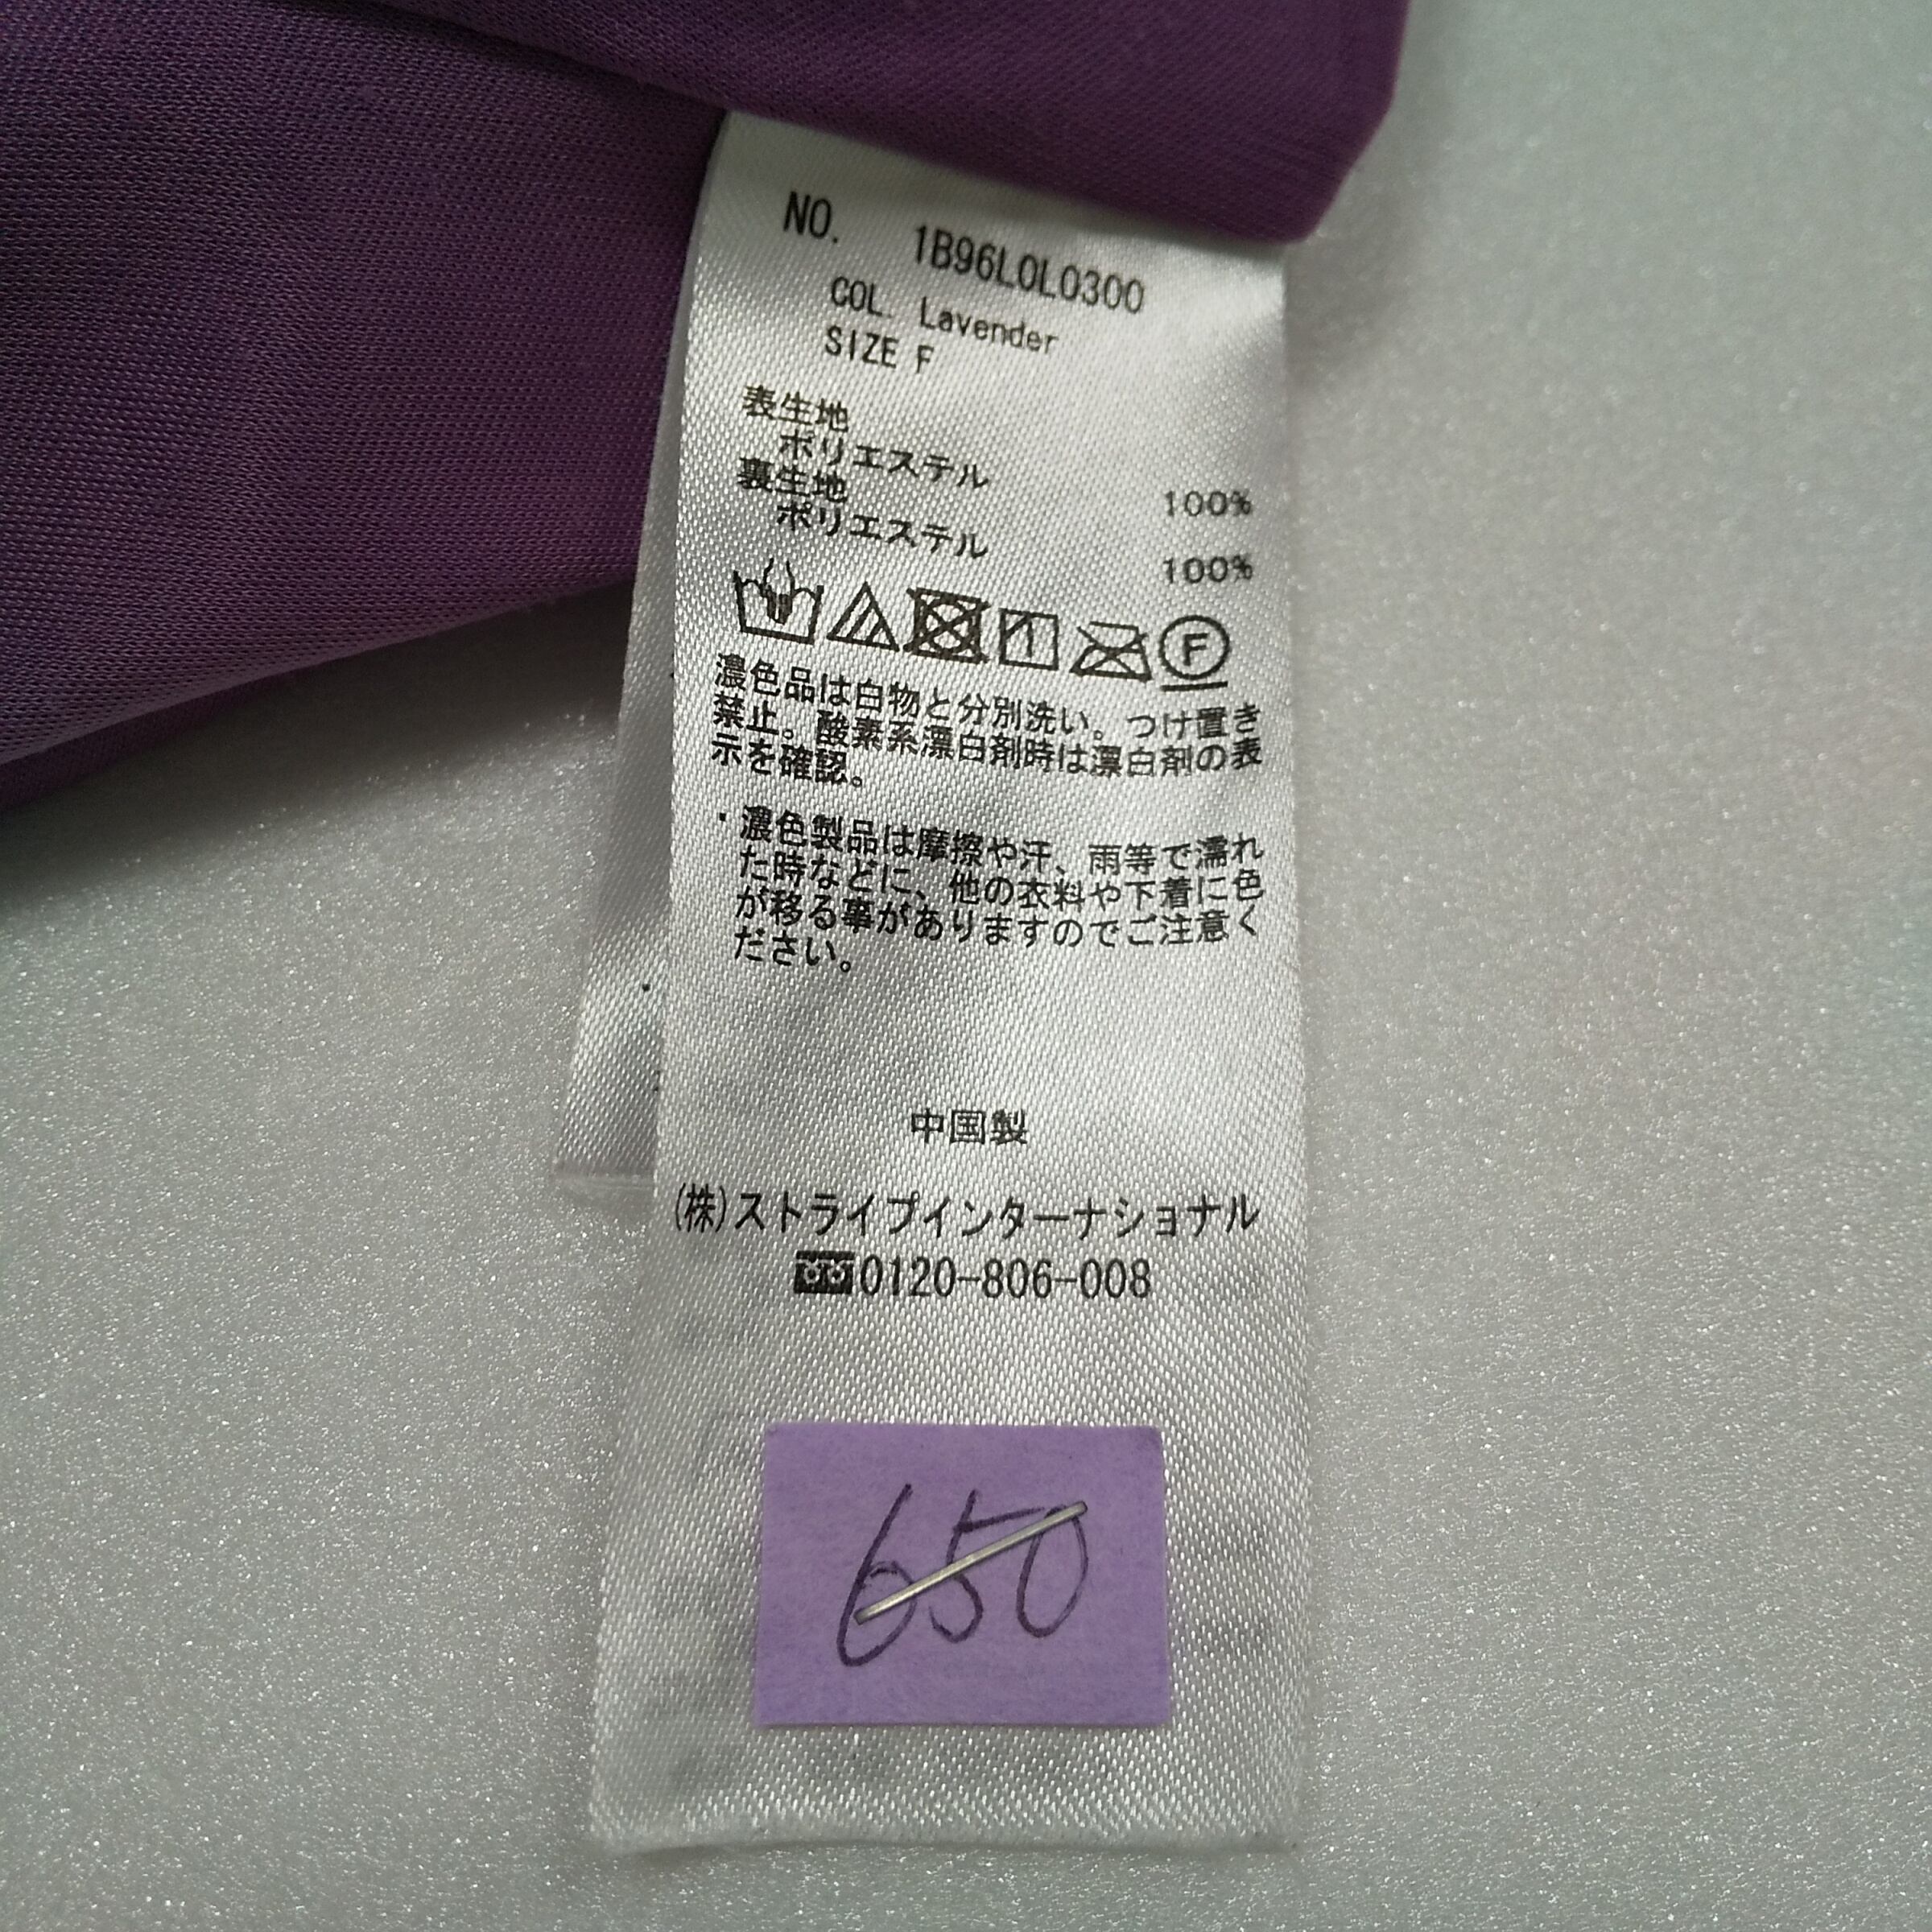 NO. 1B96L0L0300
COL. Lavender
SIZE F
表生地
ポリエステル 100%
裏生地
ポリエステル 100%
F
濃色品は白物と分別洗い。つけ置き
禁止。酸素系漂白剤時は漂白剤の表
示を確認。
・濃色製品は摩擦や汗、雨等で濡れ
た時などに、他の衣料や下着に色
が移る事がありますのでご注意く
ださい。
中国製
(株)ストライプインターナショナル
0120-806-008
650